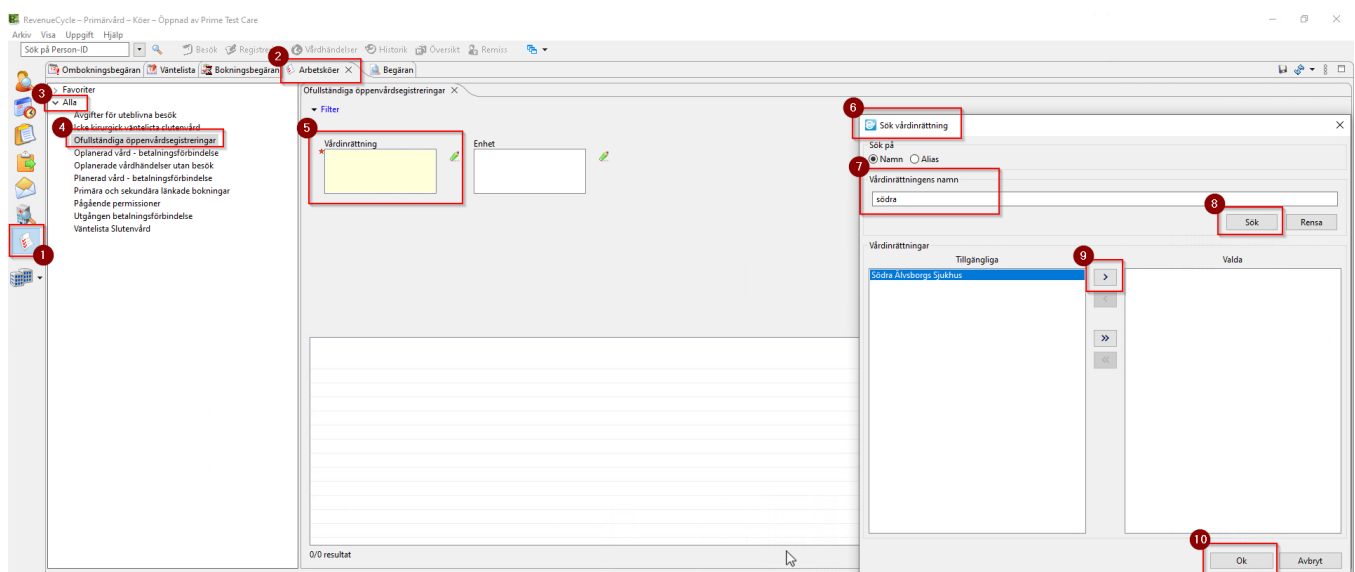 RevenueCycle – Primärvård – Köer – Öppnad av Prime Test Care
Arkiv Visa Uppgift Hjälp
Sök på Person-ID Besök Vårdhändelser Historik Översikt Remiss
2
Ombokningsbegäran Väntelista Bokningsbegäran Arbetsköer Begäran
3
Favoriter
Alla
Avgifter för uteblivna besök
Icke kirurgisk väntelista slutenvård
4
Ofullständiga öppenvårdsegistreringar
Oplanerad vård - betalningsförbindelse
Oplanerade vårdhändelser utan besök
Planerad vård - betalningsförbindelse
Primära och sekundära länkade bokningar
Pågående permissioner
Utgången betalningsförbindelse
Väntelista Slutenvård
1
Ofullständiga öppenvårdsegistreringar
Filter
5
* Vårdinrättning Enhet
0/0 resultat
6
Sök vårdinrättning
Sök på
Namn Alias
7
Vårdinrättningens namn
södra
8
Sök Rensa
Vårdinrättningar
Tillgängliga Valda
9
Södra Älvsborgs Sjukhus
>
<
»
«
10
Ok Avbryt